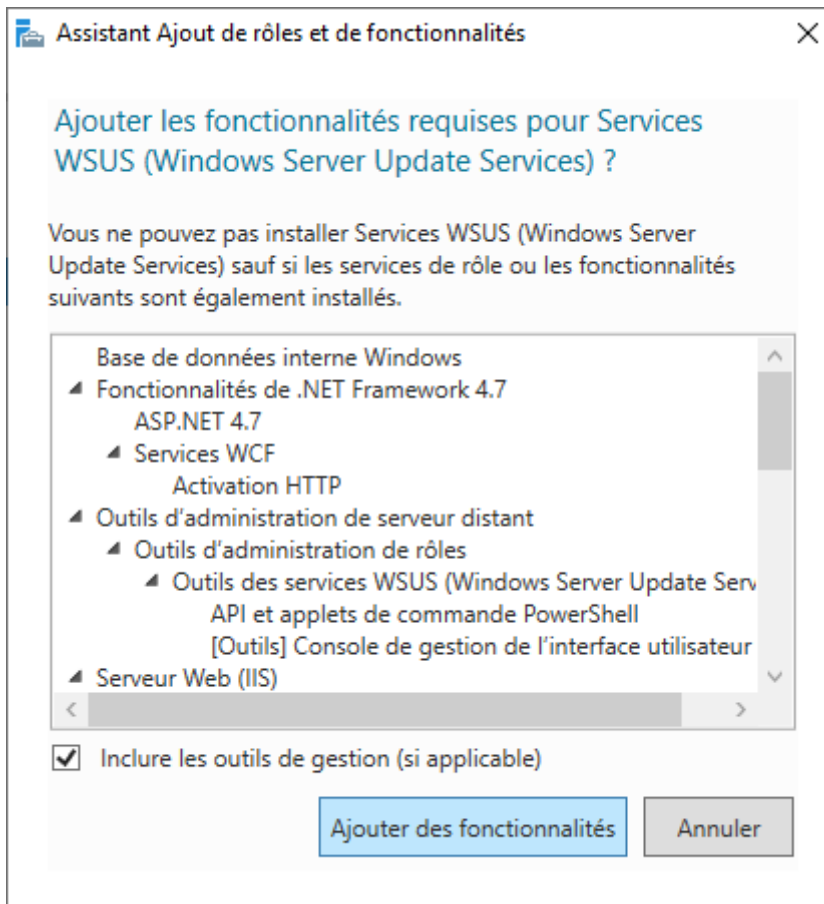 Assistant Ajout de rôles et de fonctionnalités
Ajouter les fonctionnalités requises pour Services
WSUS (Windows Server Update Services) ?
Vous ne pouvez pas installer Services WSUS (Windows Server
Update Services) sauf si les services de rôle ou les fonctionnalités
suivants sont également installés.
Base de données interne Windows
Fonctionnalités de .NET Framework 4.7
ASP.NET 4.7
Services WCF
Activation HTTP
Outils d'administration de serveur distant
Outils d'administration de rôles
Outils des services WSUS (Windows Server Update Serv
API et applets de commande PowerShell
[Outils] Console de gestion de l'interface utilisateur
Serveur Web (IIS)
Inclure les outils de gestion (si applicable)
Ajouter des fonctionnalités
Annuler